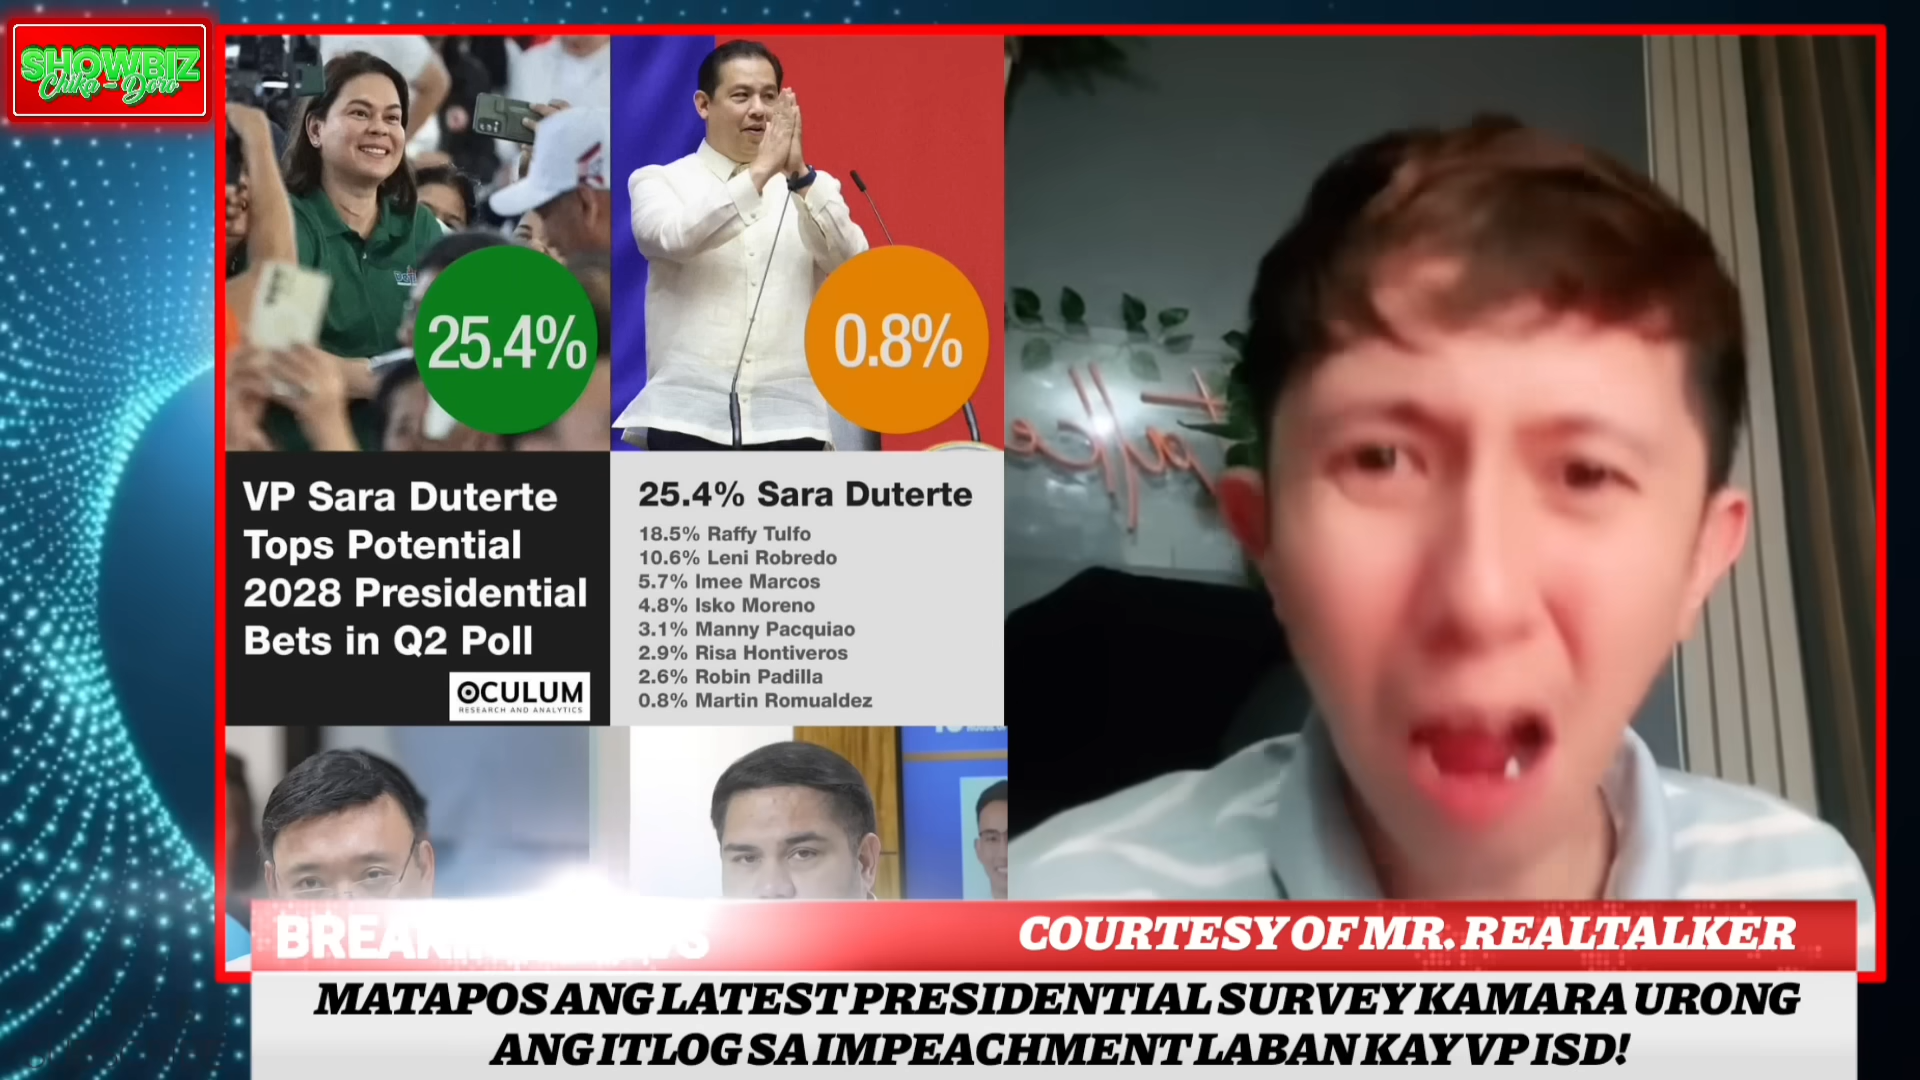 SHOWBIZ
Chika - Doro
25.4%
0.8%
VP Sara Duterte
Tops Potential
2028 Presidential
Bets in Q2 Poll
OCULUM
RESEARCH AND ANALYTICS
25.4% Sara Duterte
18.5% Raffy Tulfo
10.6% Leni Robredo
5.7% Imee Marcos
4.8% Isko Moreno
3.1% Manny Pacquiao
2.9% Risa Hontiveros
2.6% Robin Padilla
0.8% Martin Romualdez
COURTESY OF MR. REALTALKER
MATAPOS ANG LATEST PRESIDENTIAL SURVEY KAMARA URONG
ANG ITLOG SA IMPEACHMENT LABAN KAY VP ISD!